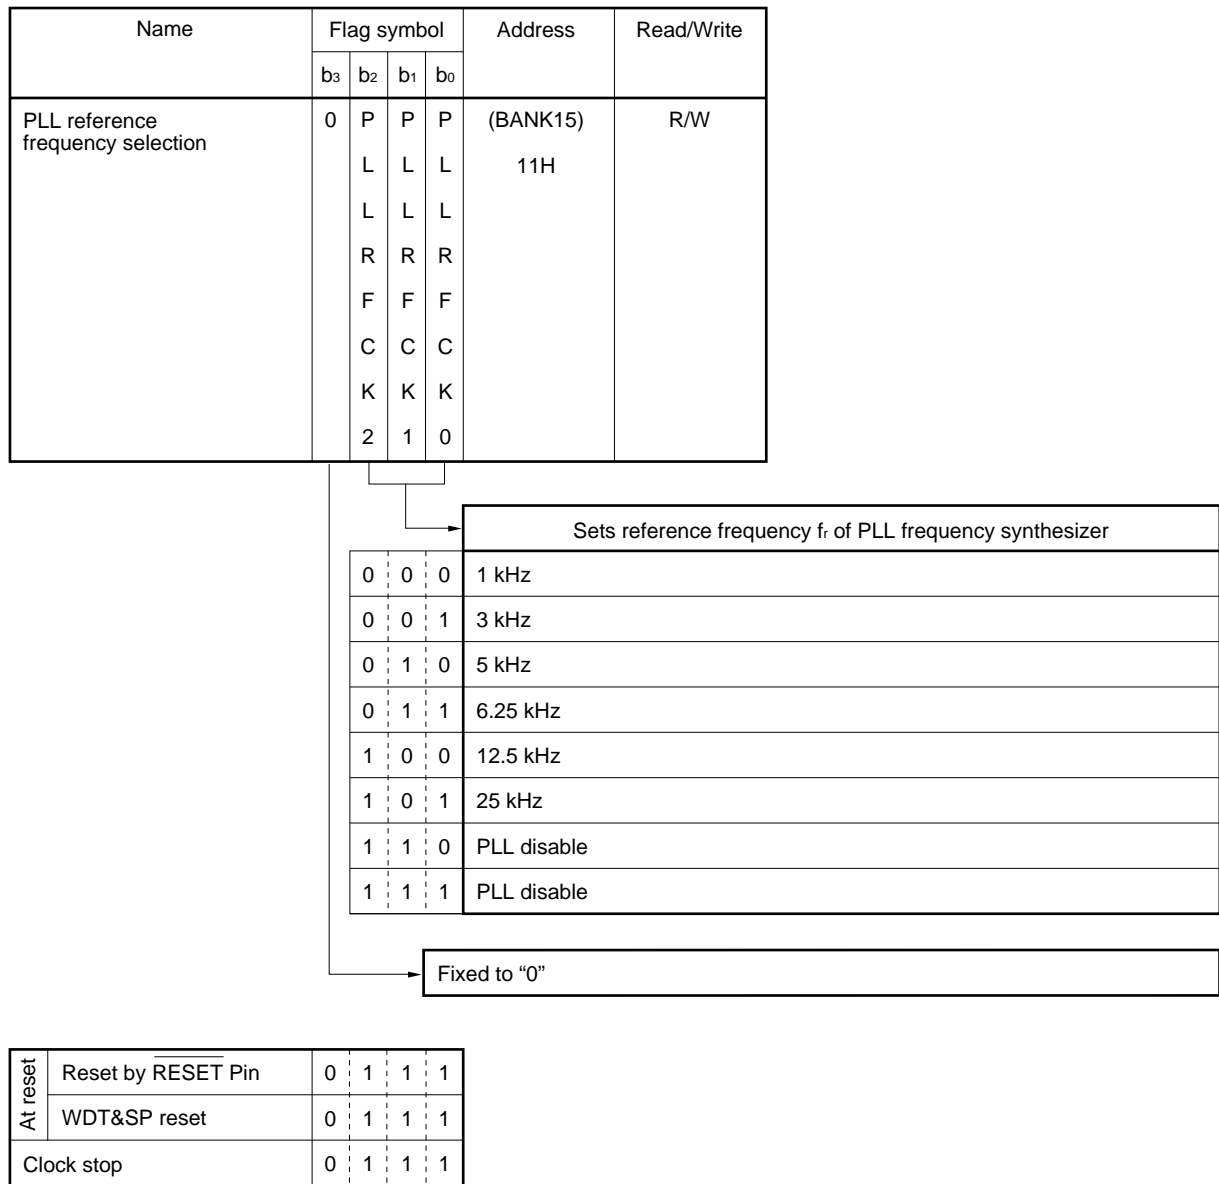 Name Flag symbol Address Read/Write
b3 b2 b1 b0
PLL reference
frequency selection
0 P P P (BANK15) R/W
L L L 11H
L L L
R R R
F F F
C C C
K K K
2 1 0
Sets reference frequency fr of PLL frequency synthesizer
0 0 0 1 kHz
0 0 1 3 kHz
0 1 0 5 kHz
0 1 1 6.25 kHz
1 0 0 12.5 kHz
1 0 1 25 kHz
1 1 0 PLL disable
1 1 1 PLL disable
Fixed to “0”
At reset
Reset by RESET Pin 0 1 1 1
WDT&SP reset 0 1 1 1
Clock stop 0 1 1 1